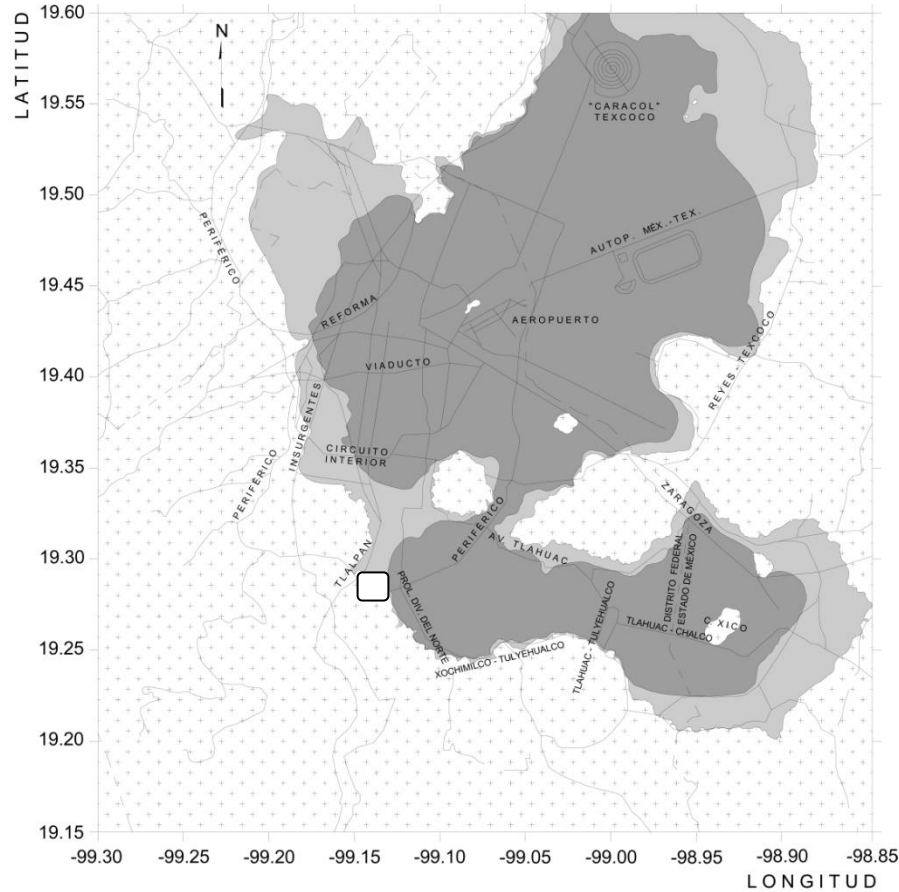 LATITUD
19.60
19.55
19.50
19.45
19.40
19.35
19.30
19.25
19.20
19.15
N
"CARACOL"
TEXCOCO
PERIFÉRICO
AUTOP. MÉX.-TEX.
REFORMA
AEROPUERTO
VIADUCTO
REYES - TEXCOCO
INSURGENTES
CIRCUITO
INTERIOR
PERIFÉRICO
ZARAGOZA
PERIFÉRICO
AV. TLAHUAC
TLALPAN
DISTRITO FEDERAL
ESTADO DE MÉXICO
PROL. DIV. DEL NORTE
TLAHUAC - TULYEHUALCO
TLAHUAC - CHALCO
C XICO
XOCHIMILCO - TULYEHUALCO
-99.30 -99.25 -99.20 -99.15 -99.10 -99.05 -99.00 -98.95 -98.90 -98.85
LONGITUD